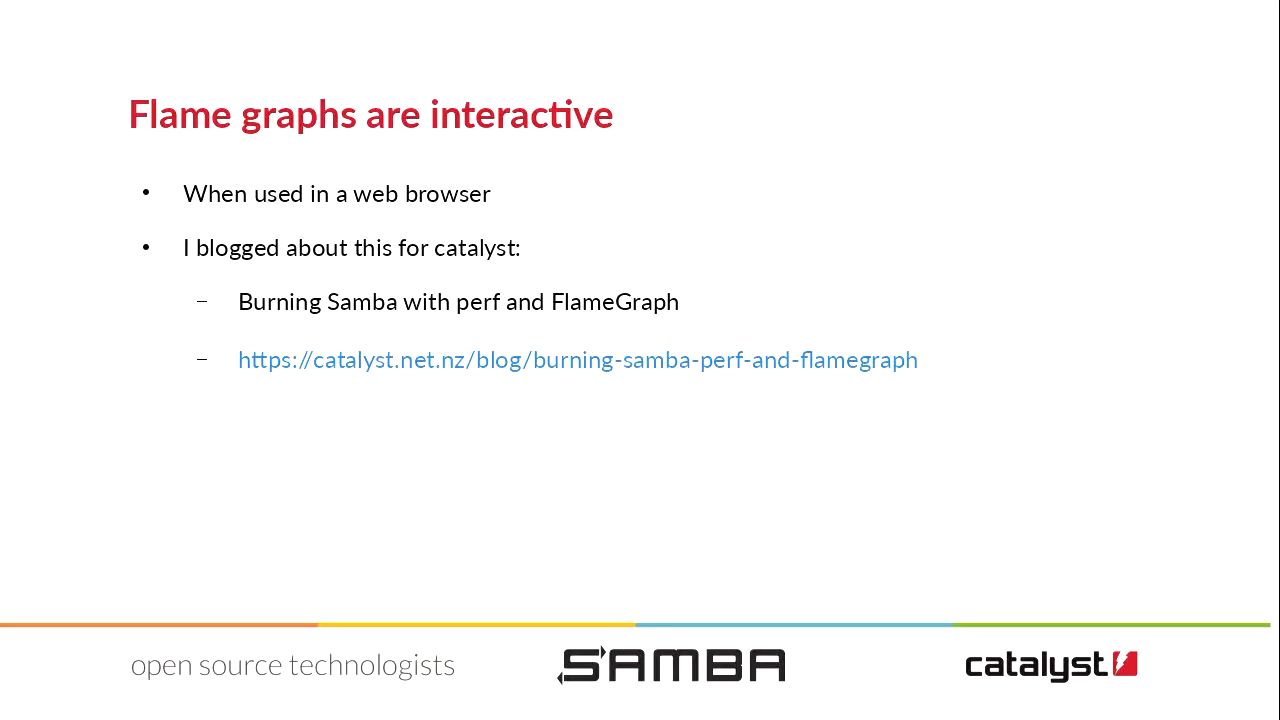 Flame graphs are interactive
• When used in a web browser
• I blogged about this for catalyst:
– Burning Samba with perf and FlameGraph
– https://catalyst.net.nz/blog/burning-samba-perf-and-flamegraph
open source technologists
SAMBA
catalyst